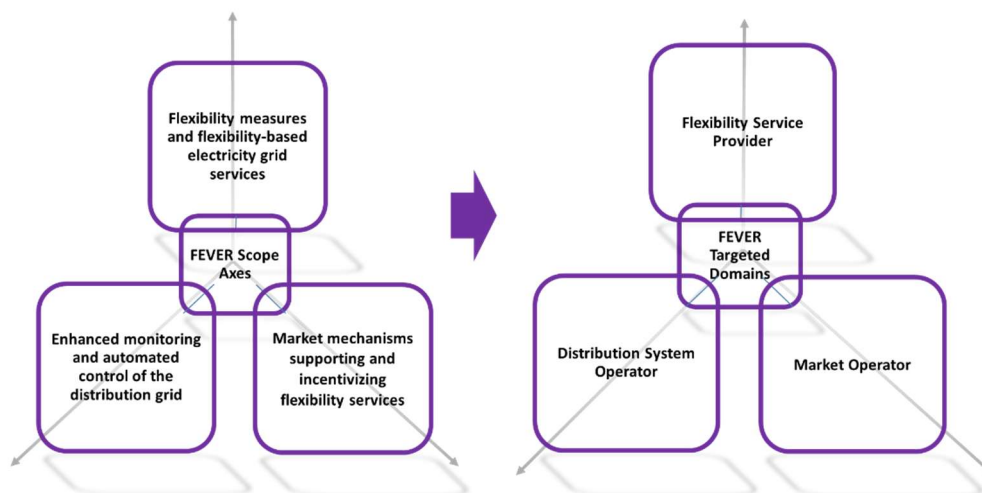 Flexibility measures
and flexibility-based
electricity grid
services
FEVER Scope
Axes
Enhanced monitoring
and automated
control of the
distribution grid
Market mechanisms
supporting and
incentivizing
flexibility services
Flexibility Service
Provider
FEVER
Targeted
Domains
Distribution System
Operator
Market Operator